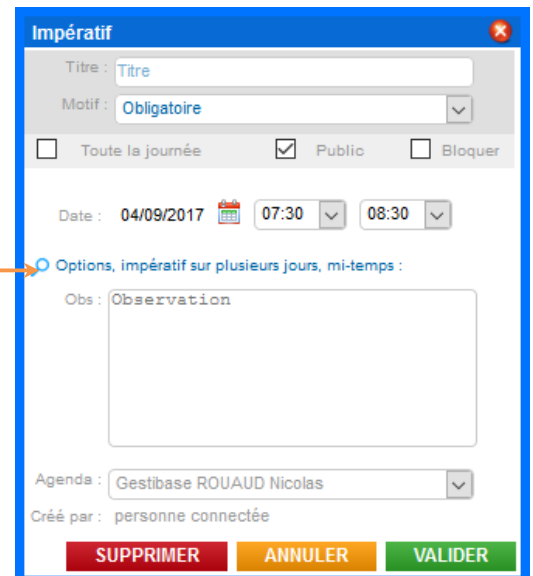 Impératif
Titre : Titre
Motif : Obligatoire
Toute la journée Public Bloquer
Date : 04/09/2017 07:30 08:30
Options, impératif sur plusieurs jours, mi-temps :
Obs : Observation
Agenda : Gestibase ROUAUD Nicolas
Créé par : personne connectée
SUPPRIMER ANNULER VALIDER